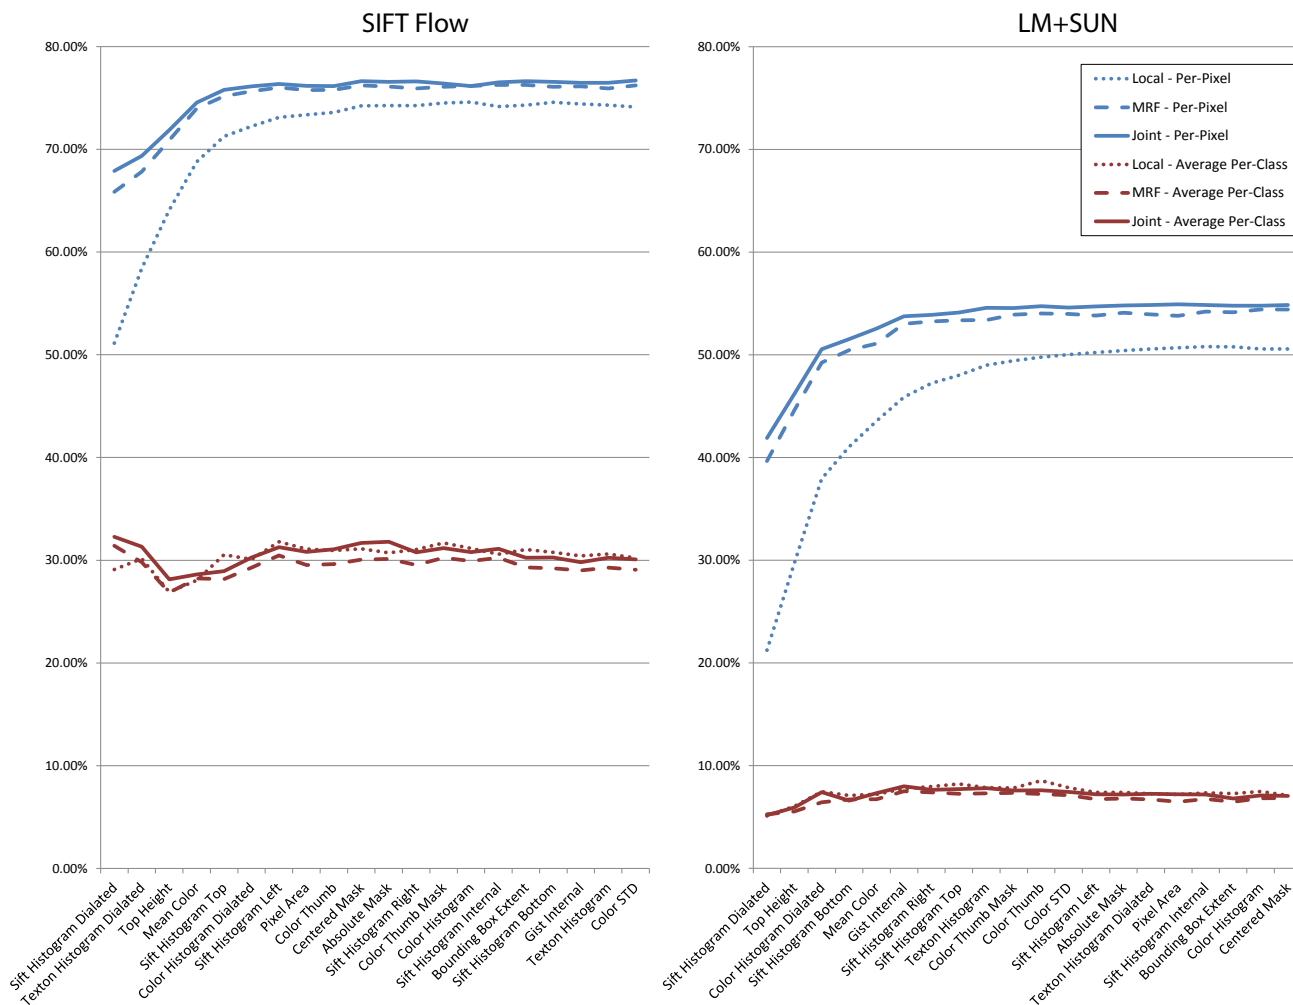 SIFT Flow
80.00%
70.00%
60.00%
50.00%
40.00%
30.00%
20.00%
10.00%
0.00%
Sift Histogram Dialated
Texton Histogram Dialated
Top Height
Mean Color
Sift Histogram Top
Color Histogram Dialated
Sift Histogram Left
Pixel Area
Color Thumb
Centered Mask
Absolute Mask
Sift Histogram Right
Color Thumb Mask
Color Histogram
Sift Histogram Internal
Bounding Box Extent
Sift Histogram Bottom
Gist Internal
Texton Histogram
Color STD
LM+SUN
80.00%
70.00%
60.00%
50.00%
40.00%
30.00%
20.00%
10.00%
0.00%
Local - Per-Pixel
MRF - Per-Pixel
Joint - Per-Pixel
Local - Average Per-Class
MRF - Average Per-Class
Joint - Average Per-Class
Sift Histogram Dialated
Top Height
Color Histogram Dialated
Sift Histogram Bottom
Mean Color
Gist Internal
Sift Histogram Right
Sift Histogram Top
Texton Histogram
Color Thumb Mask
Color Thumb
Color STD
Sift Histogram Left
Absolute Mask
Texton Histogram Dialated
Pixel Area
Sift Histogram Internal
Bounding Box Extent
Color Histogram
Centered Mask